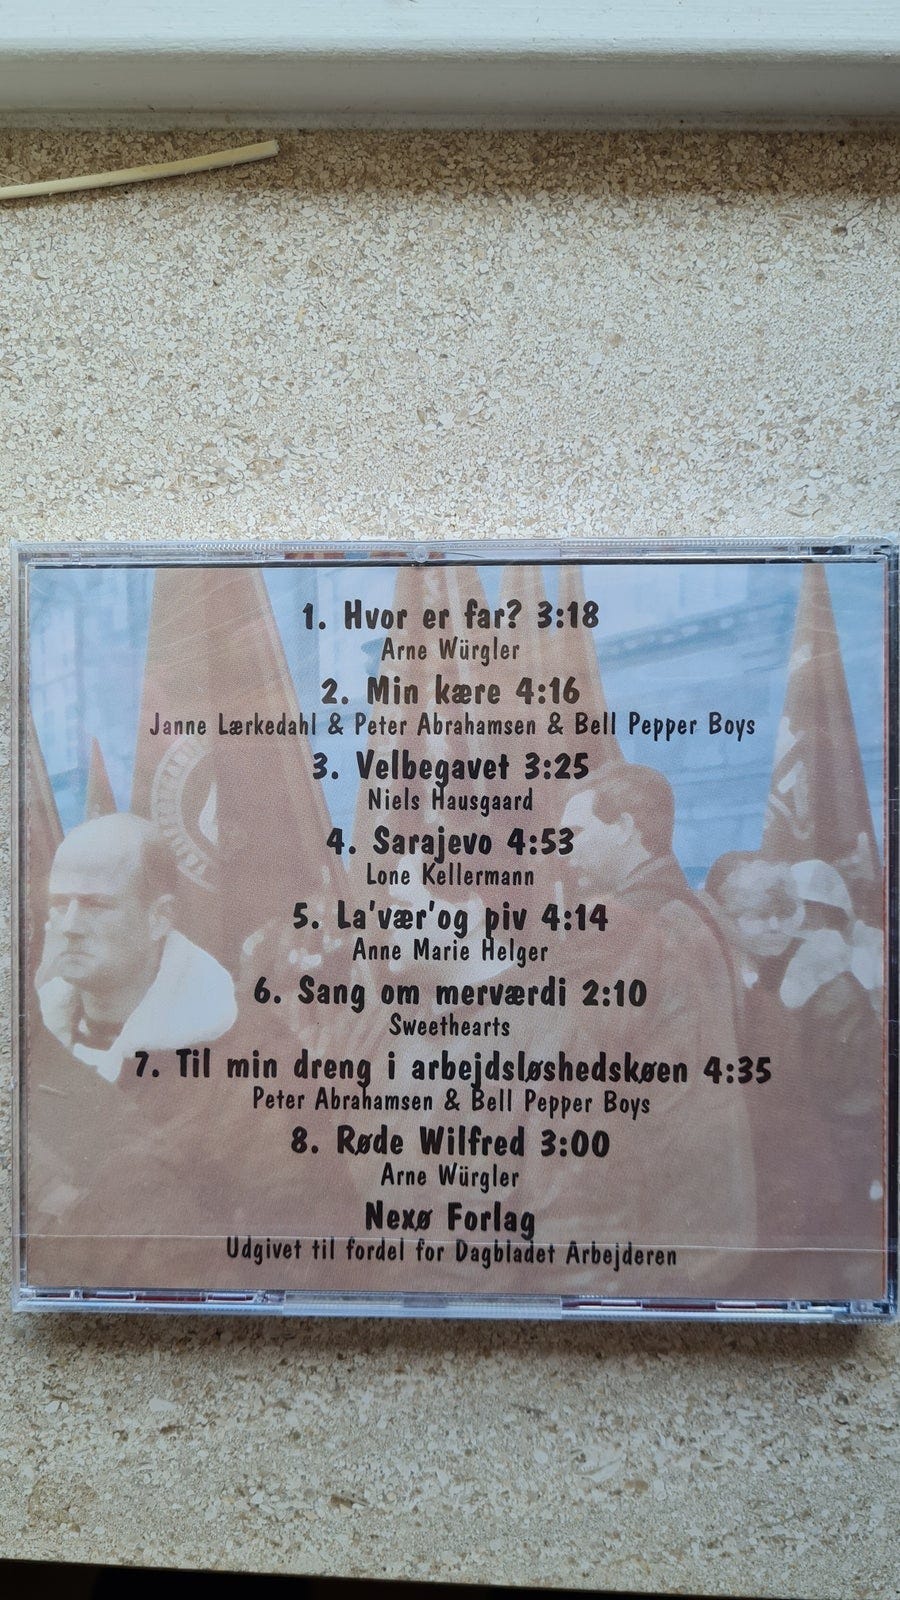 1. Hvor er far? 3:18
Arne Würgler
2. Min kære 4:16
Janne Lærkedahl & Peter Abrahamsen & Bell Pepper Boys
3. Velbegavet 3:25
Niels Hausgaard
4. Sarajevo 4:53
Lone Kellermann
5. La'vær'og piv 4:14
Anne Marie Helger
6. Sang om merværdi 2:10
Sweethearts
7. Til min dreng i arbejdsløshedskøen 4:35
Peter Abrahamsen & Bell Pepper Boys
8. Røde Wilfred 3:00
Arne Würgler
Nexø Forlag
Udgivet til fordel for Dagbladet Arbejderen